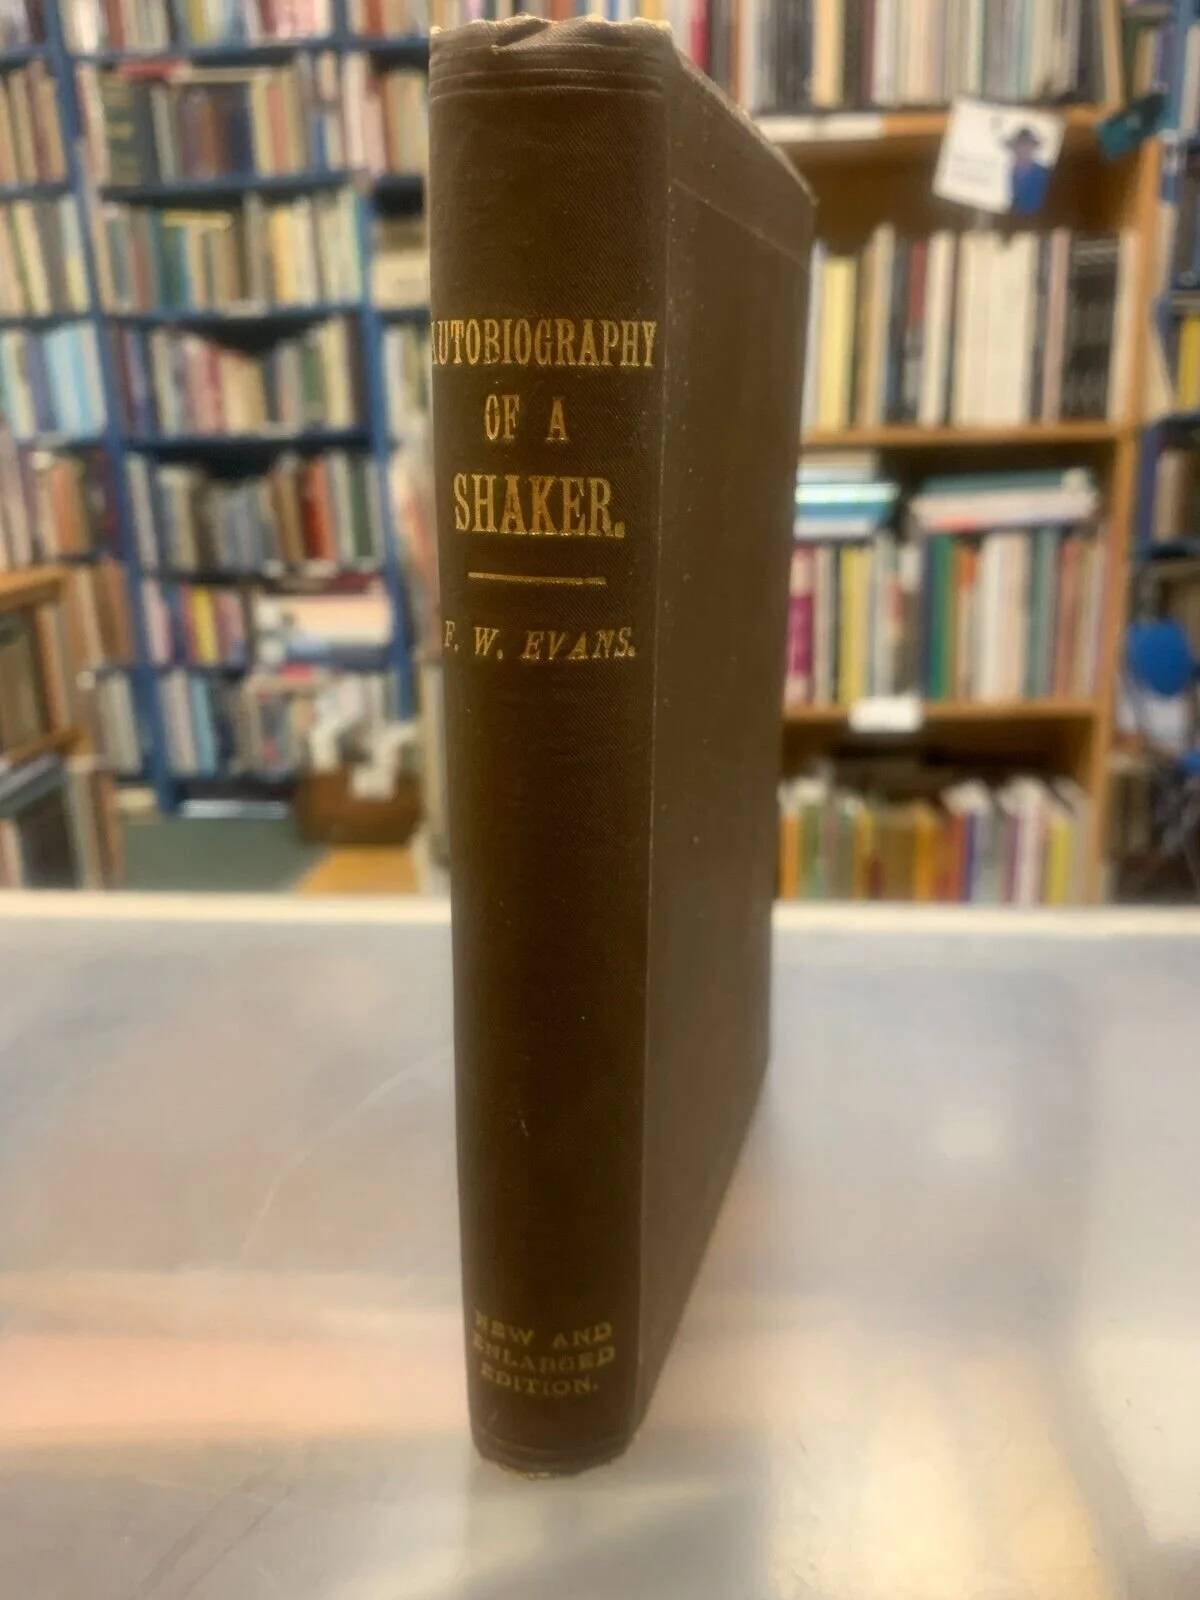 AUTOBIOGRAPHY
OF A
SHAKER.
F. W. EVANS.
NEW AND
ENLARGED
EDITION.